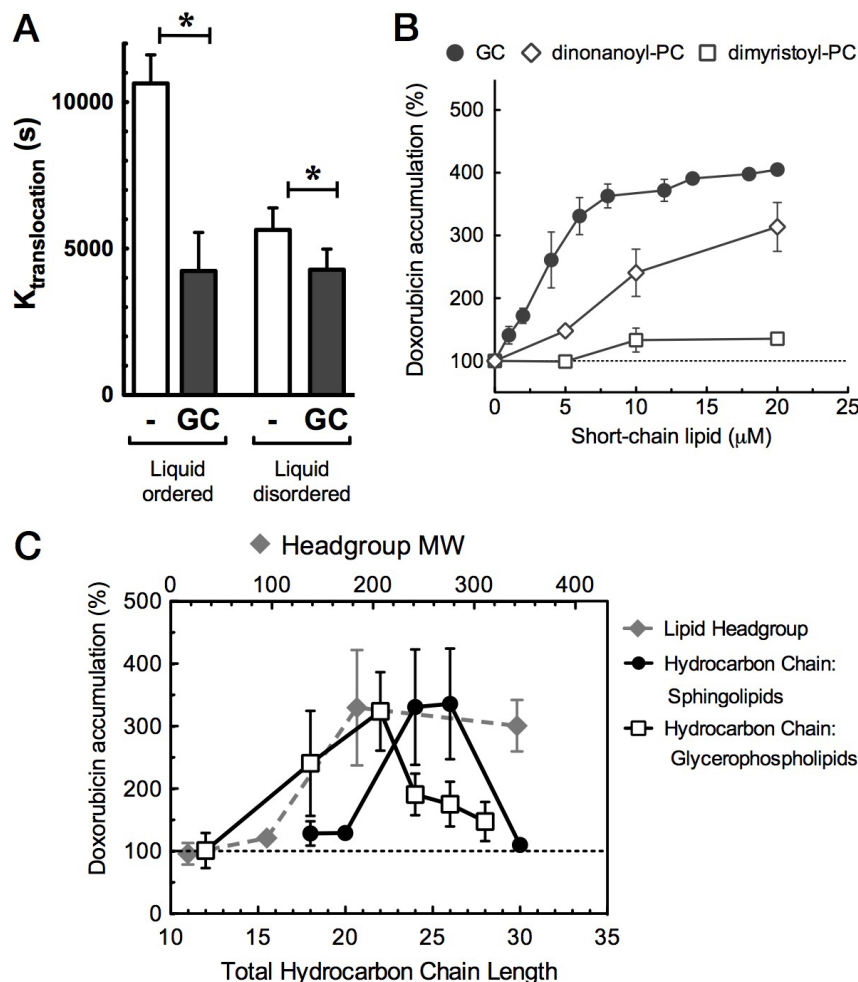 A
*
*
K translocation (s)
10000
5000
0
- GC - GC
Liquid ordered
Liquid disordered
B
GC dinonanoyl-PC dimyristoyl-PC
Doxorubicin accumulation (%)
500
400
300
200
100
0 5 10 15 20 25
Short-chain lipid (µM)
C
Headgroup MW
0 100 200 300 400
Doxorubicin accumulation (%)
500
400
300
200
100
0
10 15 20 25 30 35
Total Hydrocarbon Chain Length
Lipid Headgroup
Hydrocarbon Chain:
Sphingolipids
Hydrocarbon Chain:
Glycerophospholipids